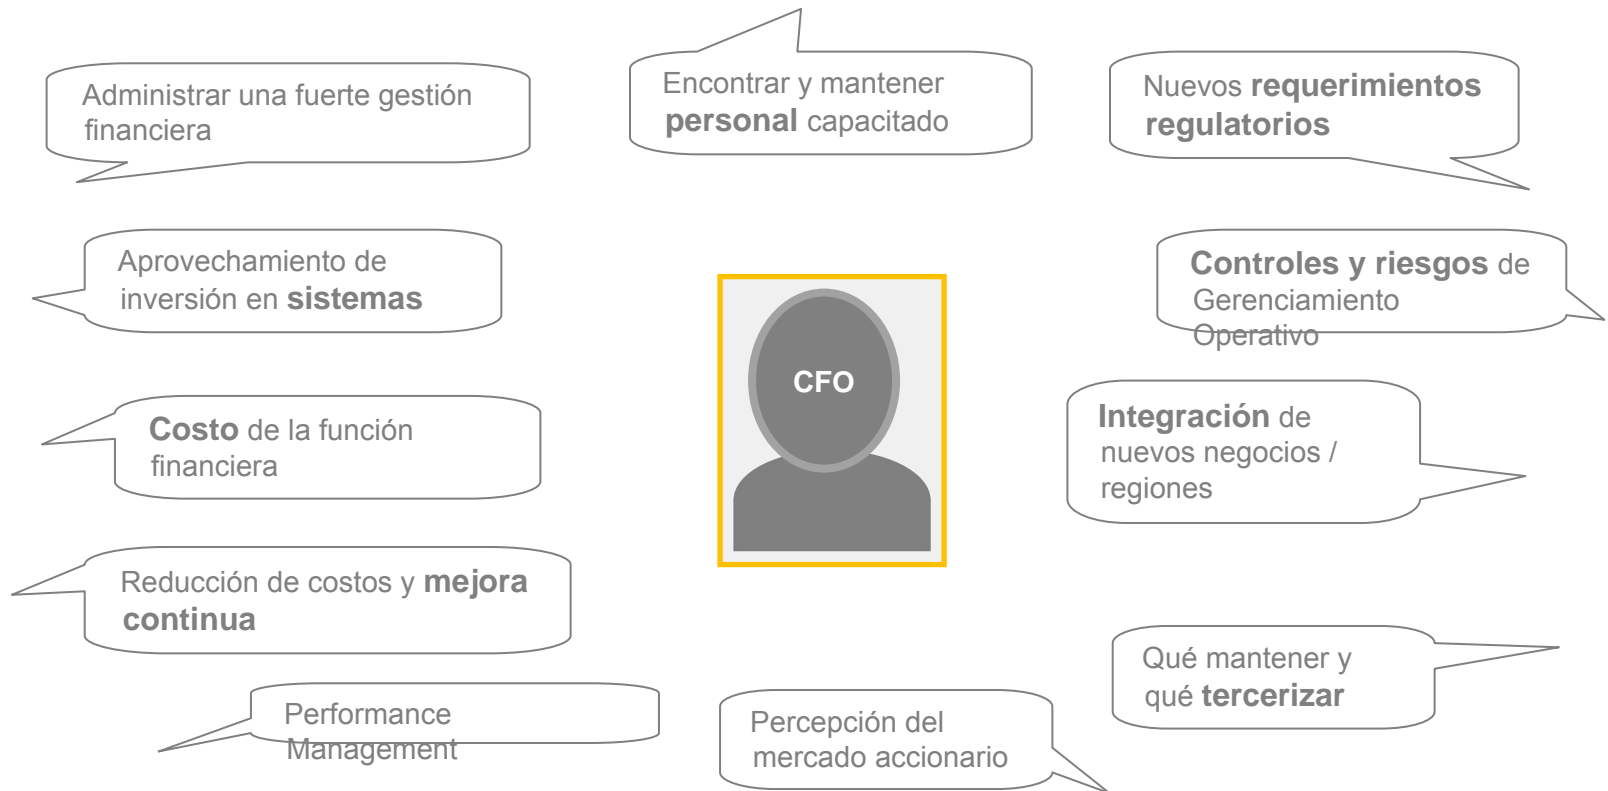 Administrar una fuerte gestión
financiera
Encontrar y mantener
personal capacitado
Nuevos requerimientos
regulatorios
Aprovechamiento de
inversión en sistemas
Controles y riesgos de
Gerenciamiento
Operativo
CFO
Costo de la función
financiera
Integración de
nuevos negocios /
regiones
Reducción de costos y mejora
continua
Qué mantener y
qué tercerizar
Performance
Management
Percepción del
mercado accionario